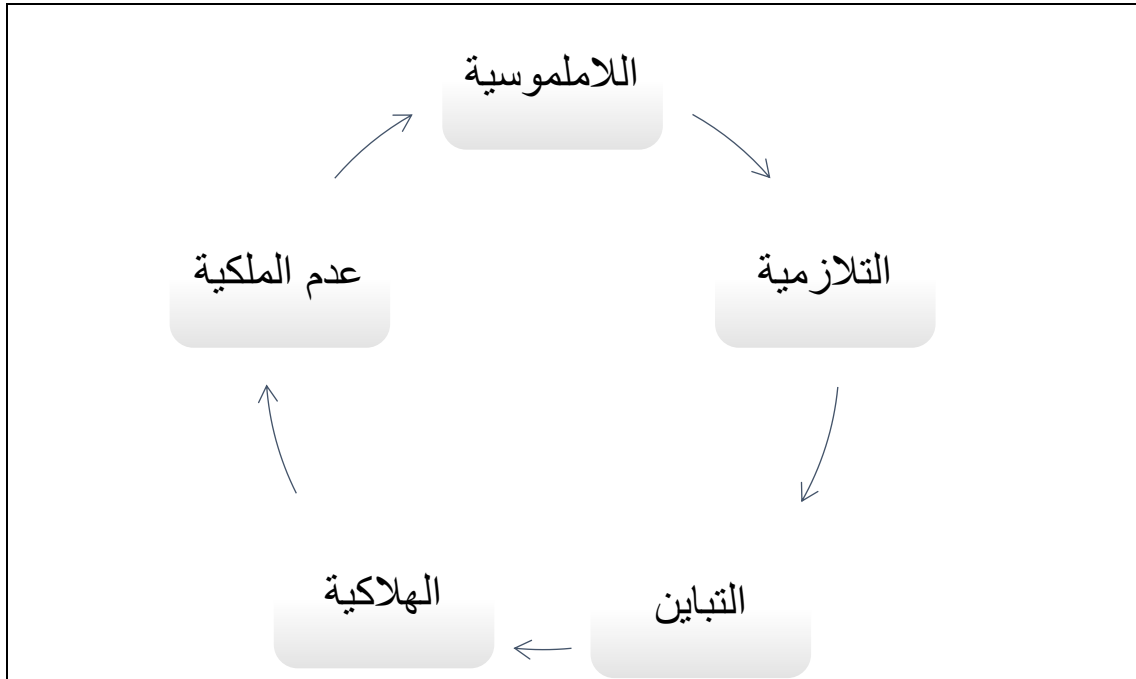 اللاملموسية
التلازمية
التباين
الهلاكية
عدم الملكية